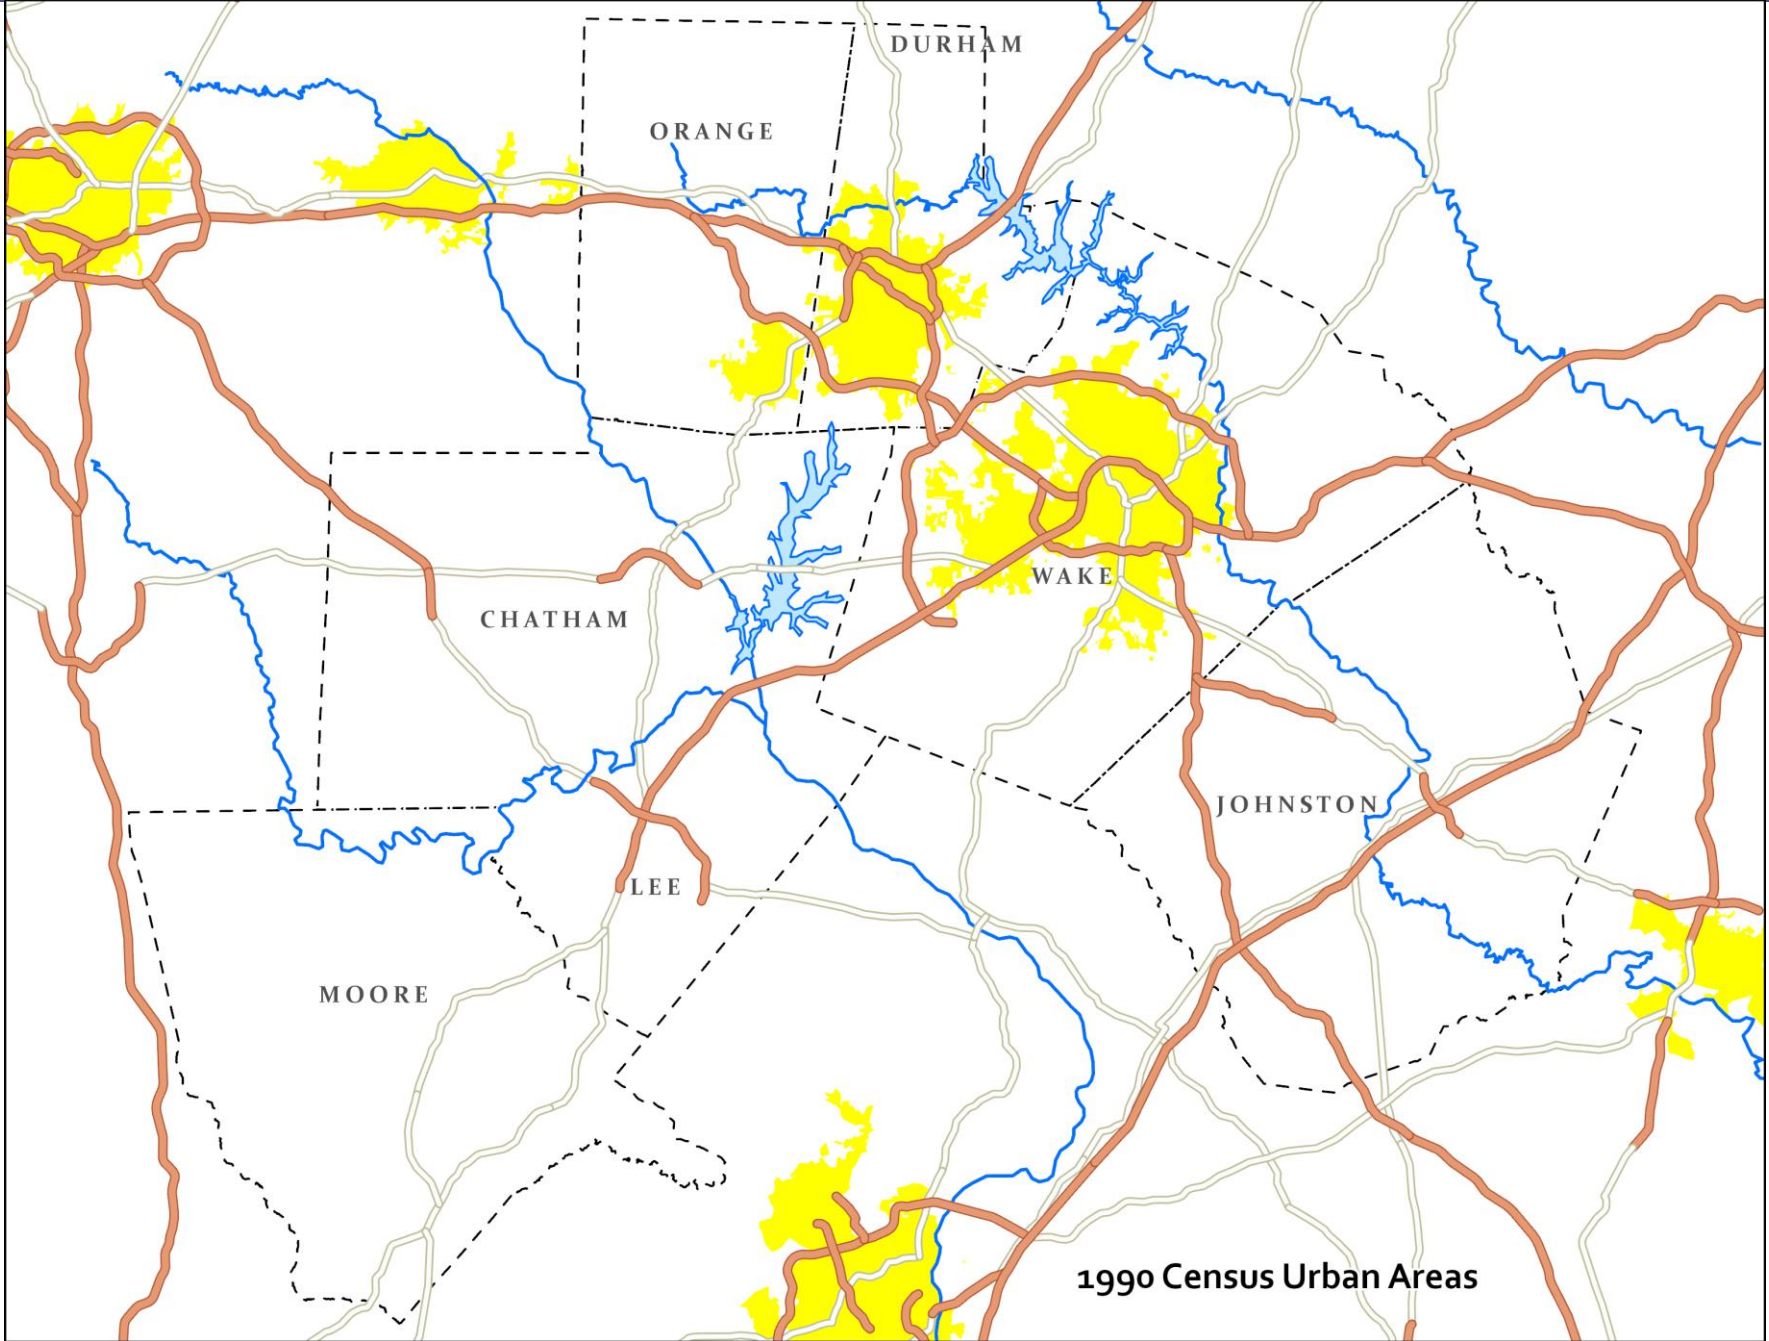 DURHAM
ORANGE
WAKE
CHATHAM
JOHNSTON
LEE
MOORE
1990 Census Urban Areas